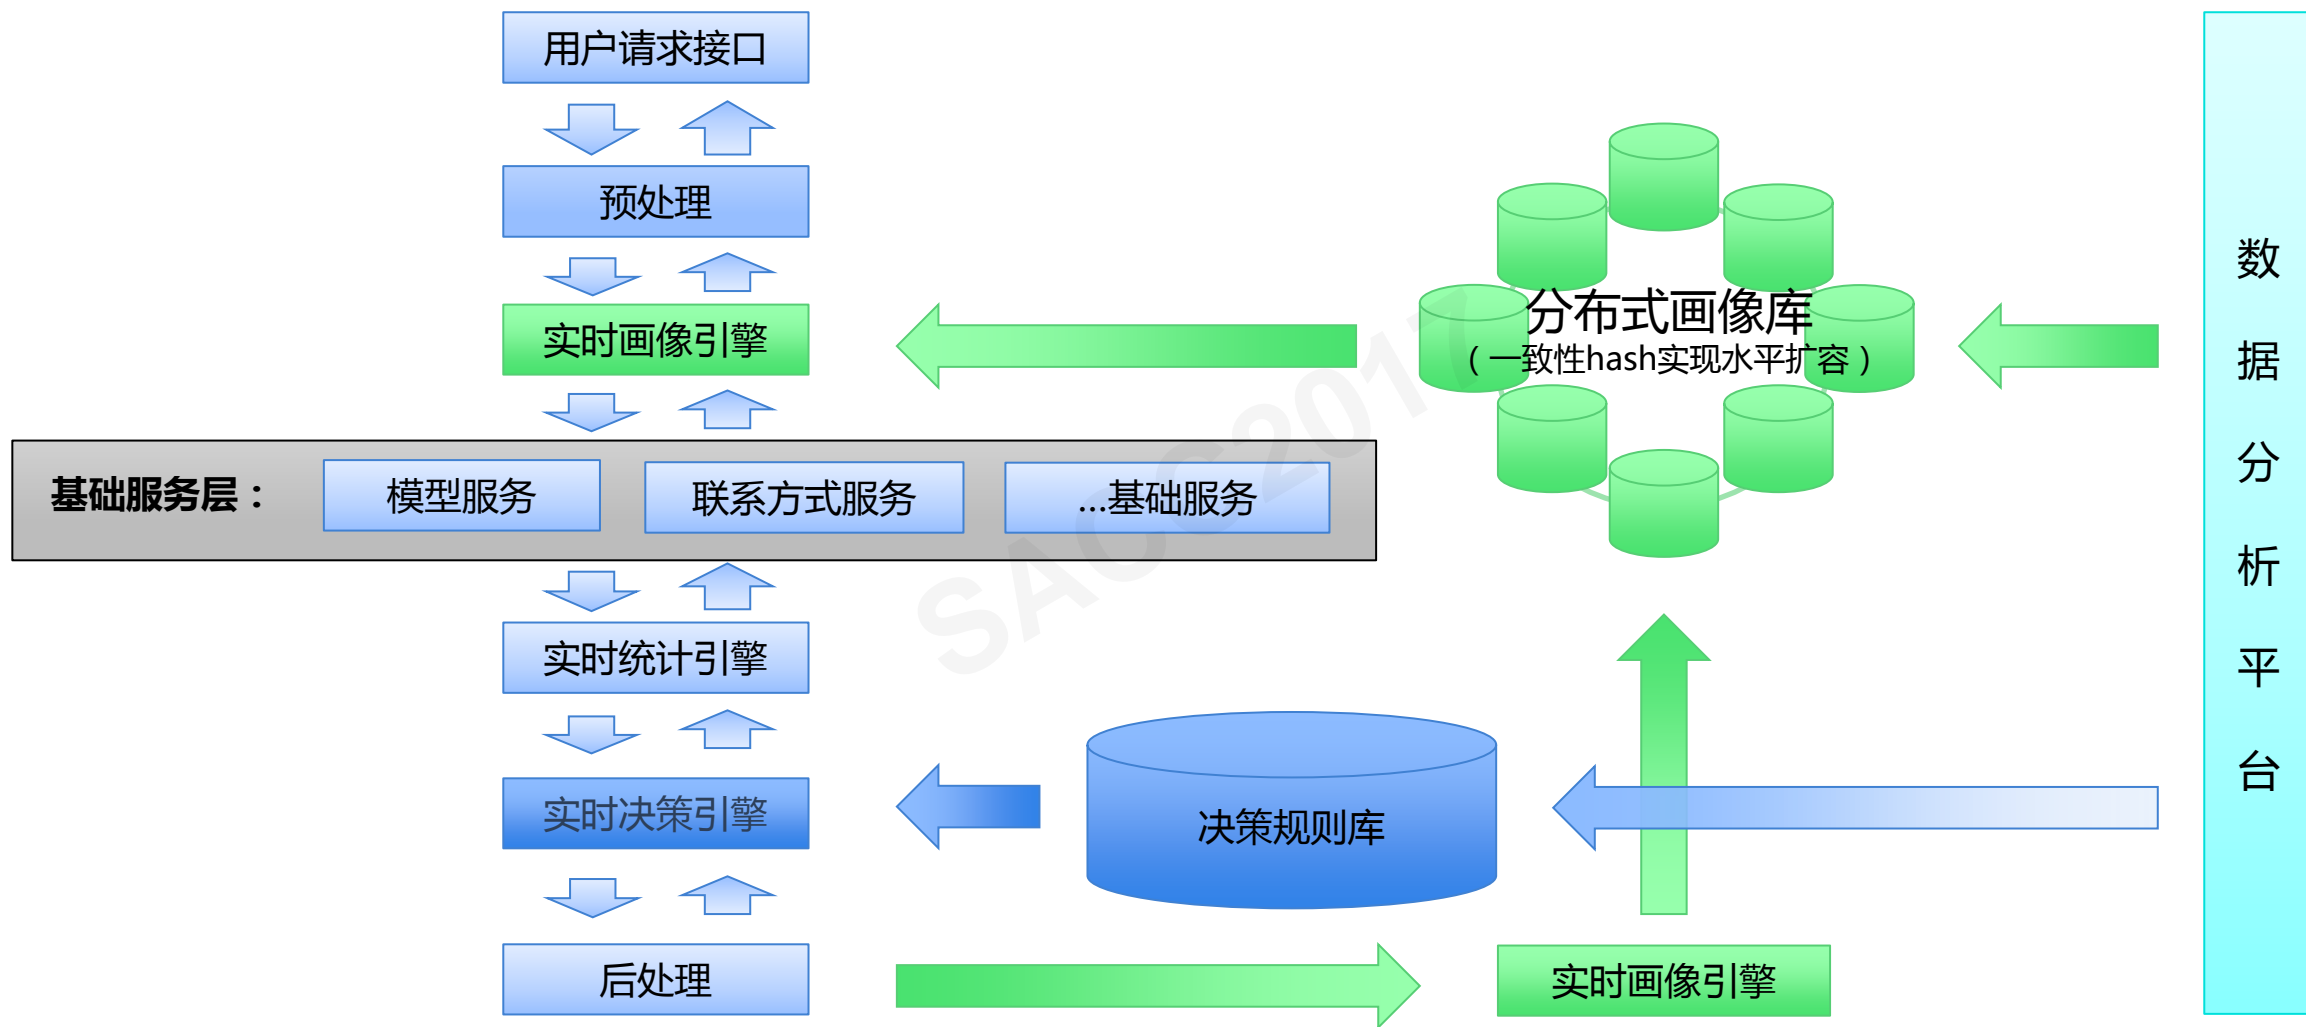 用户请求接口
预处理
实时画像引擎
基础服务层：
模型服务
联系方式服务
...基础服务
实时统计引擎
实时决策引擎
后处理
分布式画像库
（一致性hash实现水平扩容）
决策规则库
实时画像引擎
数
据
分
析
平
台
SACC2017